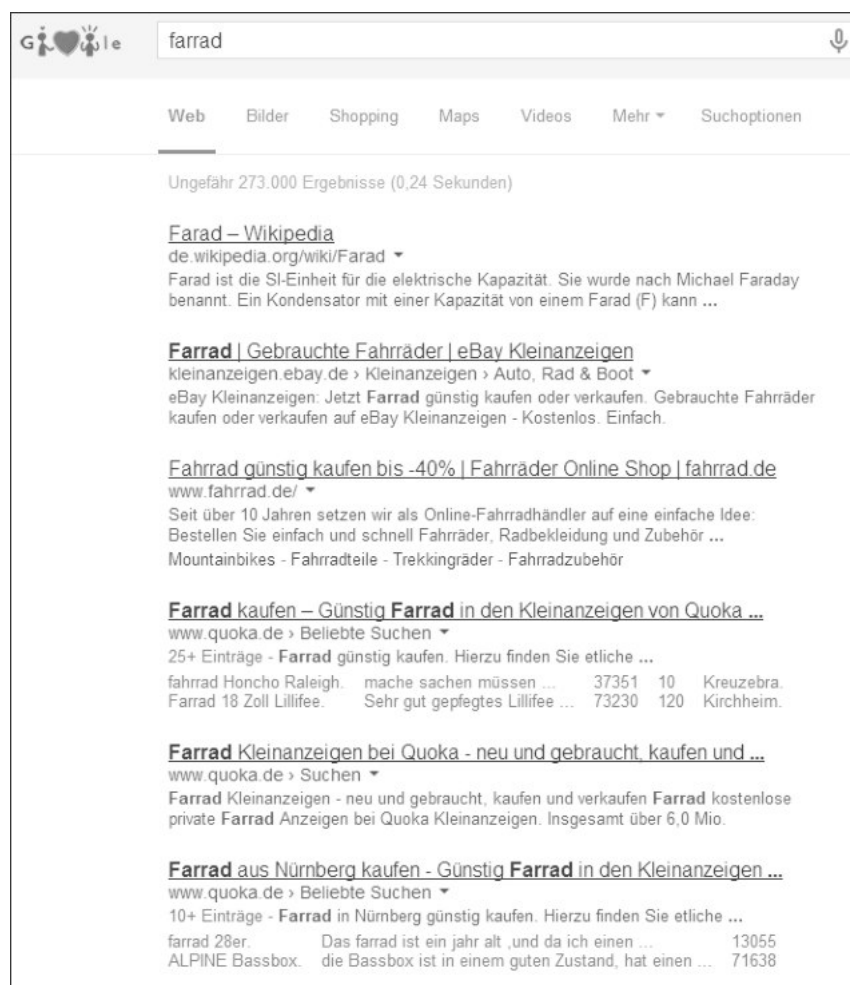 G le
farrad
Web Bilder Shopping Maps Videos Mehr Suchoptionen
Ungefähr 273.000 Ergebnisse (0,24 Sekunden)
Farad – Wikipedia
de.wikipedia.org/wiki/Farad
Farad ist die SI-Einheit für die elektrische Kapazität. Sie wurde nach Michael Faraday
benannt. Ein Kondensator mit einer Kapazität von einem Farad (F) kann ...
Farrad | Gebrauchte Fahrräder | eBay Kleinanzeigen
kleinanzeigen.ebay.de › Kleinanzeigen › Auto, Rad & Boot
eBay Kleinanzeigen: Jetzt Farrad günstig kaufen oder verkaufen. Gebrauchte Fahrräder
kaufen oder verkaufen auf eBay Kleinanzeigen - Kostenlos. Einfach.
Fahrrad günstig kaufen bis -40% | Fahrräder Online Shop | fahrrad.de
www.fahrrad.de/
Seit über 10 Jahren setzen wir als Online-Fahrradhändler auf eine einfache Idee:
Bestellen Sie einfach und schnell Fahrräder, Radbekleidung und Zubehör ...
Mountainbikes - Fahrradteile - Trekkingräder - Fahrradzubehör
Farrad kaufen – Günstig Farrad in den Kleinanzeigen von Quoka ...
www.quoka.de › Beliebte Suchen
25+ Einträge - Farrad günstig kaufen. Hierzu finden Sie etliche ...
fahrrad Honcho Raleigh. mache sachen müssen ... 37351 10 Kreuzebra.
Farrad 18 Zoll Lillifee. Sehr gut gepfegtes Lillifee ... 73230 120 Kirchheim.
Farrad Kleinanzeigen bei Quoka - neu und gebraucht, kaufen und ...
www.quoka.de › Suchen
Farrad Kleinanzeigen - neu und gebraucht, kaufen und verkaufen Farrad kostenlose
private Farrad Anzeigen bei Quoka Kleinanzeigen. Insgesamt über 6,0 Mio.
Farrad aus Nürnberg kaufen - Günstig Farrad in den Kleinanzeigen ...
www.quoka.de › Beliebte Suchen
10+ Einträge - Farrad in Nürnberg günstig kaufen. Hierzu finden Sie etliche ...
farrad 28er. Das farrad ist ein jahr alt ,und da ich einen ... 13055
ALPINE Bassbox. die Bassbox ist in einem guten Zustand, hat einen ... 71638